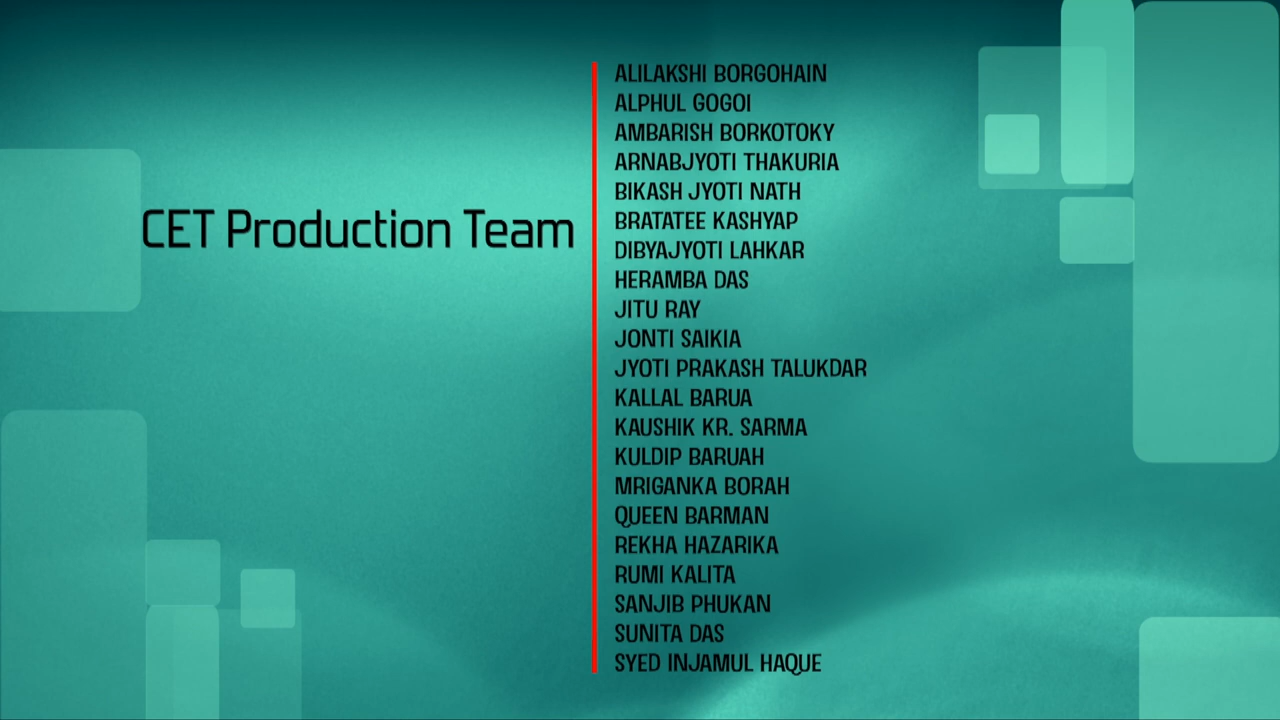 CET Production Team
ALILAKSHI BORGOHAIN
ALPHUL GOGOI
AMBARISH BORKOTOKY
ARNABJYOTI THAKURIA
BIKASH JYOTI NATH
BRATATEE KASHYAP
DIBYAJYOTI LAHKAR
HERAMBA DAS
JITU RAY
JONTI SAIKIA
JYOTI PRAKASH TALUKDAR
KALLAL BARUA
KAUSHIK KR. SARMA
KULDIP BARUAH
MRIGANKA BORAH
QUEEN BARMAN
REKHA HAZARIKA
RUMI KALITA
SANJIB PHUKAN
SUNITA DAS
SYED INJAMUL HAQUE